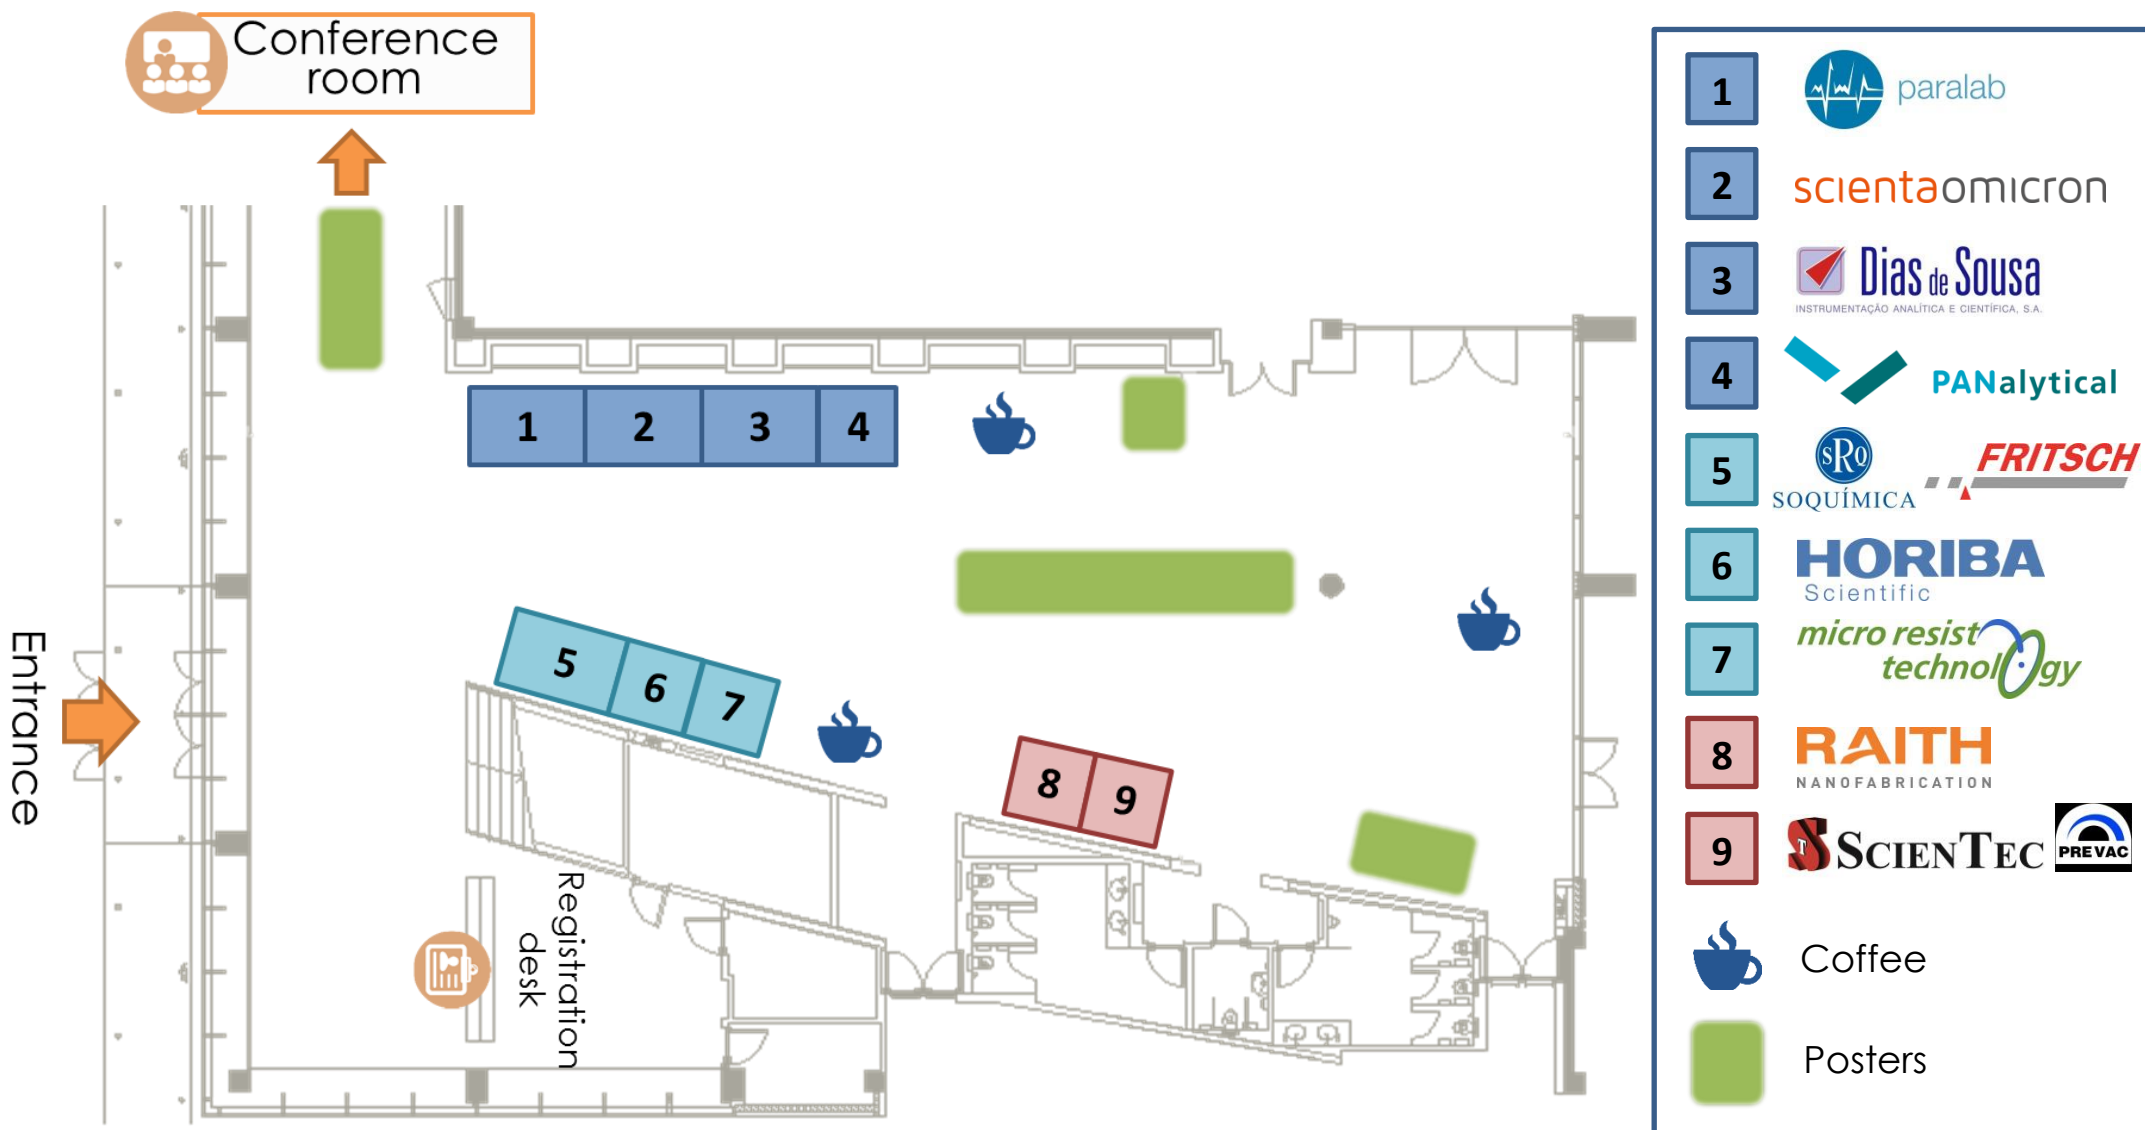 Conference
room
Entrance
1
2
3
4
5
6
7
8
9
Registration
desk
1
paralab
2
scientaomicron
3
Dias de Sousa
INSTRUMENTAÇÃO ANALÍTICA E CIENTÍFICA, S.A.
4
PANalytical
5
SRQ
SOQUÍMICA
FRITSCH
6
HORIBA
Scientific
7
micro resist
technology
8
RAITH
NANOFABRICATION
9
ST
SCIENTEC
PREVAC
Coffee
Posters